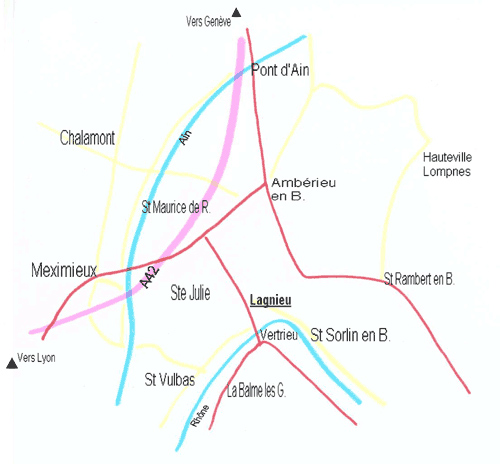 Vers Genève
Pont d'Ain
Chalamont
Ain
Hauteville
Lompnes
Ambérieu
en B.
St Maurice de R.
Meximieux
A42
St Rambert en B.
Ste Julie
Lagnieu
Vertrieu
St Sorlin en B.
Vers Lyon
St Vulbas
La Balme les G.
Rhône